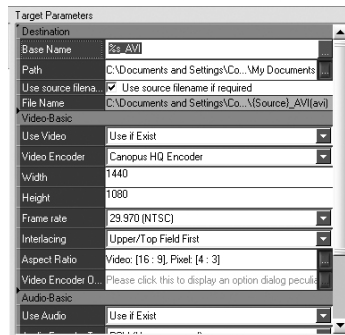 Target Parameters
Destination
Base Name %s_AVI ...
Path C:\Documents and Settings\Co...\My Documents ...
Use source filena... Use source filename if required
File Name C:\Documents and Settings\Co...\{Source}_AVI(avi)
Video-Basic
Use Video Use if Exist
Video Encoder Canopus HQ Encoder
Width 1440
Height 1080
Frame rate 29.970 (NTSC)
Interlacing Upper/Top Field First
Aspect Ratio Video: [16 : 9], Pixel: [4 : 3] ...
Video Encoder O... Please click this to display an option dialog peculia
Audio-Basic
Use Audio Use if Exist